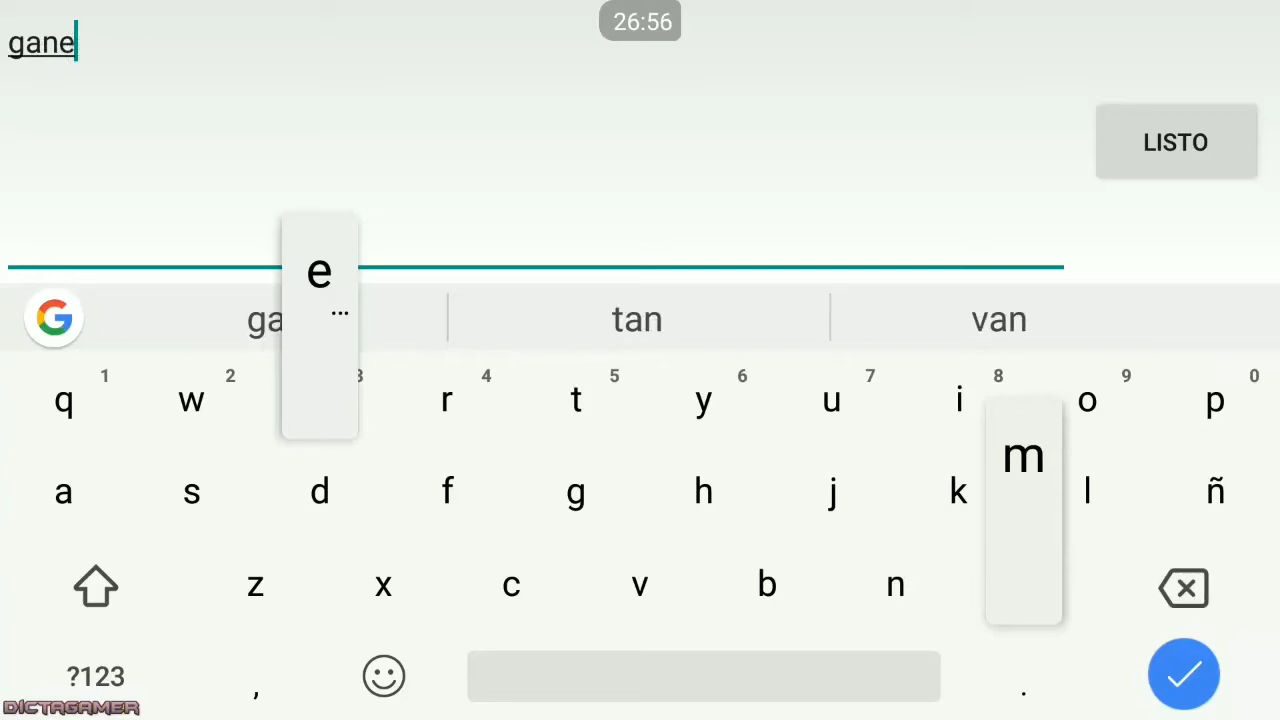 26:56
gane
LISTO
e
...
ga
tan
van
1 2 3 4 5 6 7 8 9 0
q w r t y u i o p
m
a s d f g h j k l ñ
z x c v b n
?123 , .
DICTAGAMER